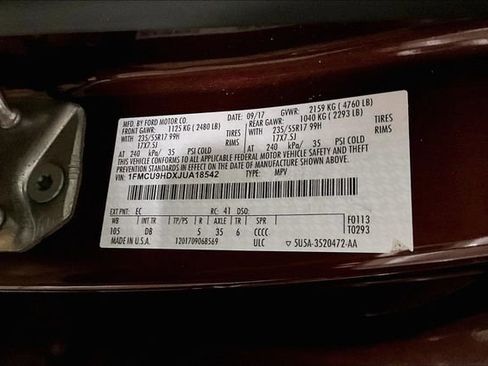 MFD. BY FORD MOTOR CO.
09/17 GVWR: 2159 KG ( 4760 LB)
FRONT GAWR: 1125 KG ( 2480 LB) REAR GAWR: 1040 KG ( 2293 LB)
235/55R17 99H TIRES WITH 235/55R17 99H TIRES
17X7.5J RIMS 17X7.5J RIMS
AT 240 kPa/ 35 PSI COLD AT 240 kPa/ 35 PSI COLD
THIS VEHICLE CONFORMS TO ALL APPLICABLE FEDERAL MOTOR VEHICLE SAFETY AND THEFT
PREVENTION STANDARDS IN EFFECT ON THE DATE OF MANUFACTURE SHOWN ABOVE.
VIN: 1FMCU9HDXJUA18542 TYPE: MPV
EXT PNT: EC RC: 41 DSO:
WB INT TR TP/PS R AXLE TR SPR F0113
105 DB 5 35 6 CCCC T0293
MADE IN U.S.A. 1201709068569 ULC 5U5A-3520472-AA